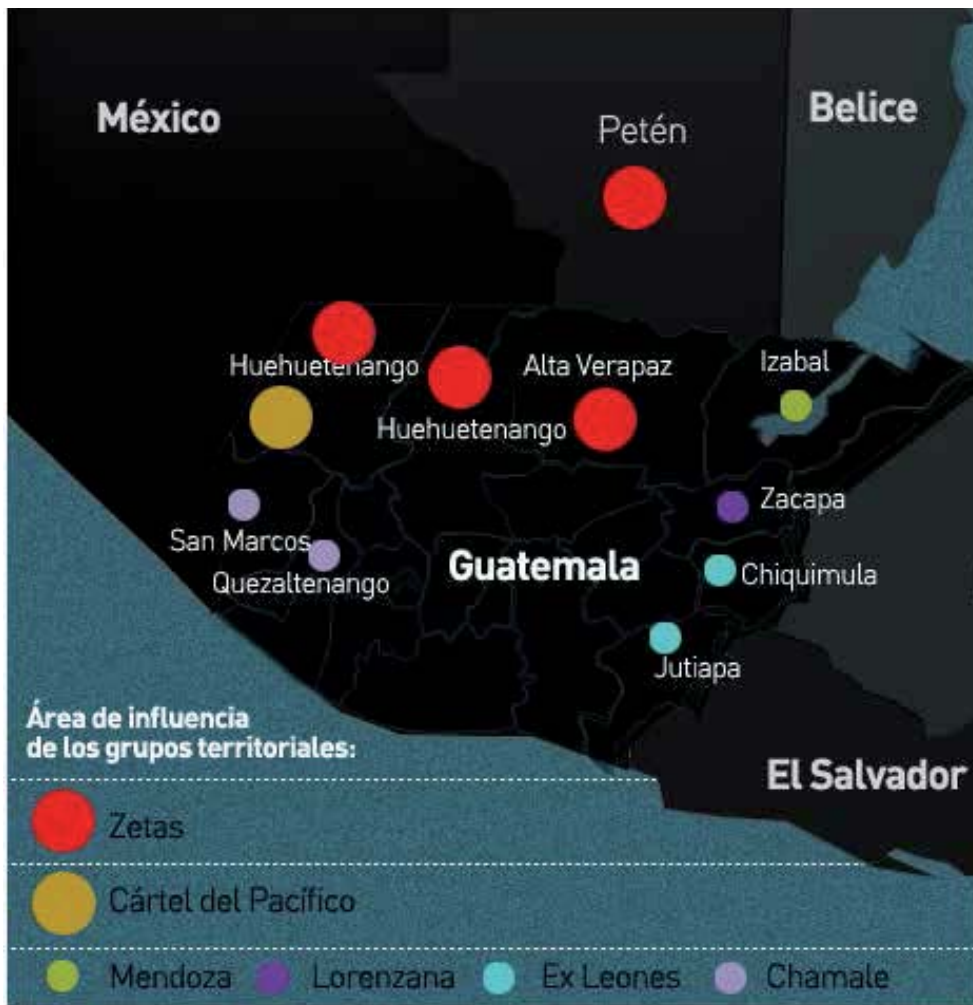 México
Belice
Petén
Huehuetenango
Alta Verapaz
Izabal
Huehuetenango
Zacapa
San Marcos
Guatemala
Chiquimula
Quezaltenango
Jutiapa
Área de influencia
de los grupos territoriales:
El Salvador
Zetas
Cártel del Pacífico
Mendoza
Lorenzana
Ex Leones
Chamale